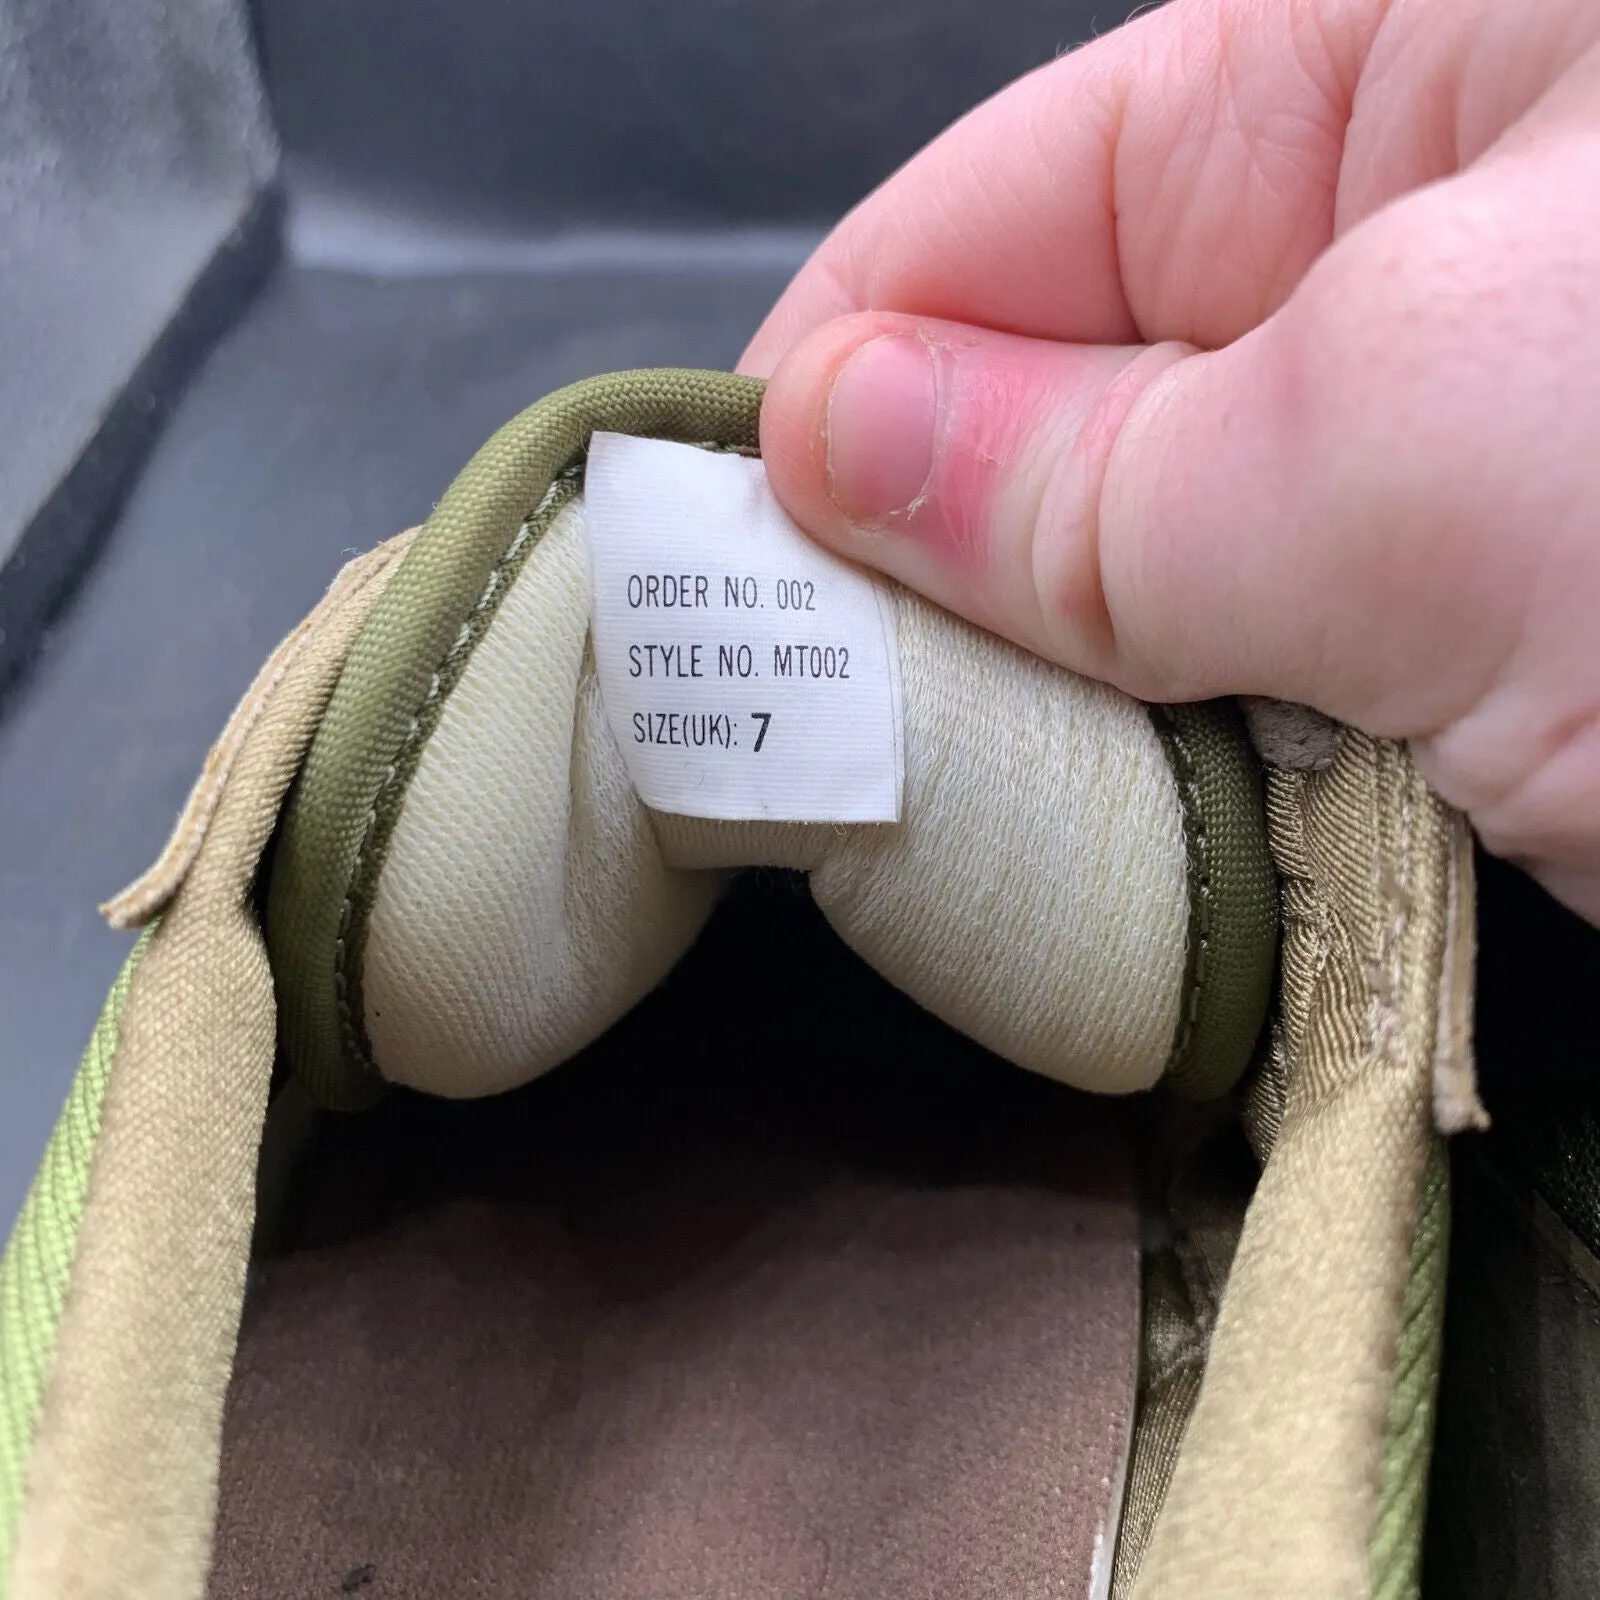 ORDER NO. 002
STYLE NO. MT002
SIZE(UK): 7